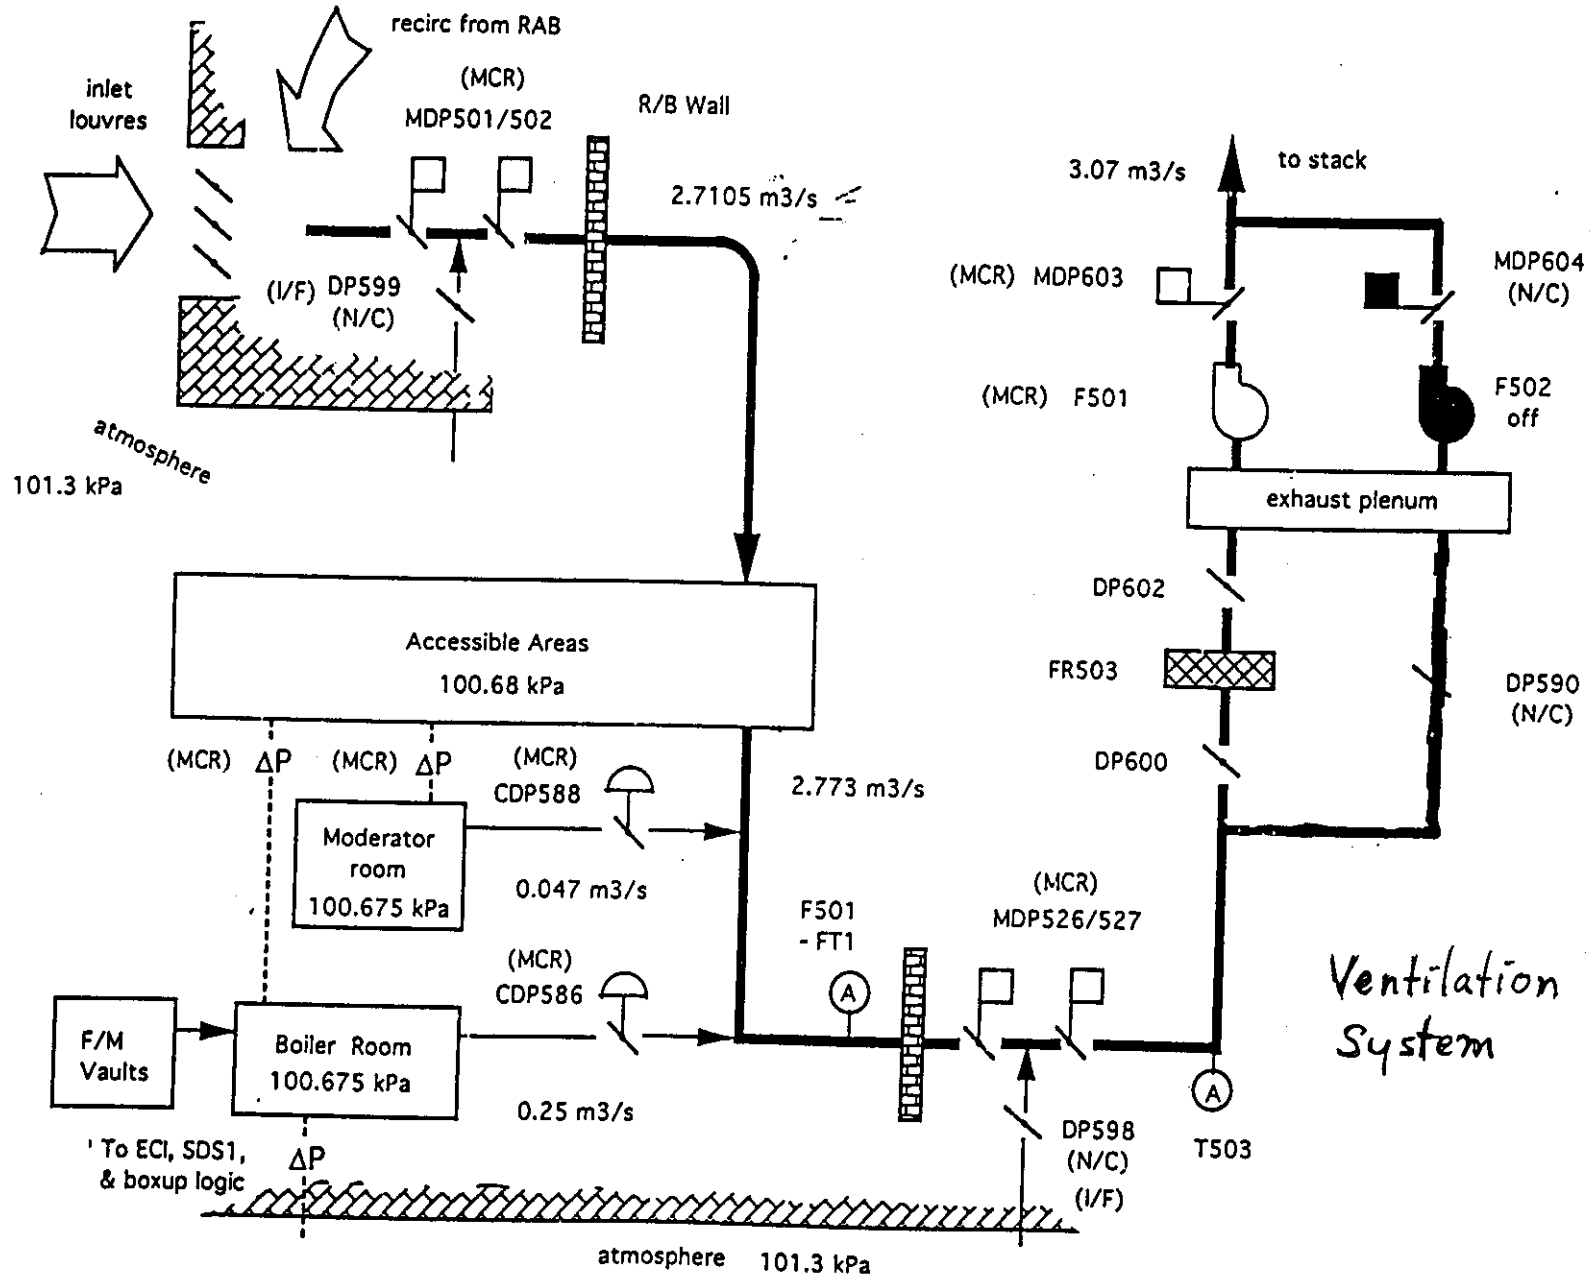 recirc from RAB
(MCR)
MDP501/502
inlet
louvres
R/B Wall
2.7105 m3/s
(I/F) DP599
(N/C)
atmosphere
101.3 kPa
3.07 m3/s
to stack
(MCR) MDP603
MDP604
(N/C)
(MCR) F501
F502
off
exhaust plenum
DP602
FR503
DP590
(N/C)
DP600
Accessible Areas
100.68 kPa
(MCR) ΔP
(MCR) ΔP
(MCR)
CDP588
2.773 m3/s
Moderator
room
100.675 kPa
0.047 m3/s
(MCR)
CDP586
F501
- FT1
A
(MCR)
MDP526/527
F/M
Vaults
Boiler Room
100.675 kPa
0.25 m3/s
To ECI, SDS1,
& boxup logic
ΔP
DP598
(N/C)
(I/F)
A
T503
Ventilation
System
atmosphere 101.3 kPa